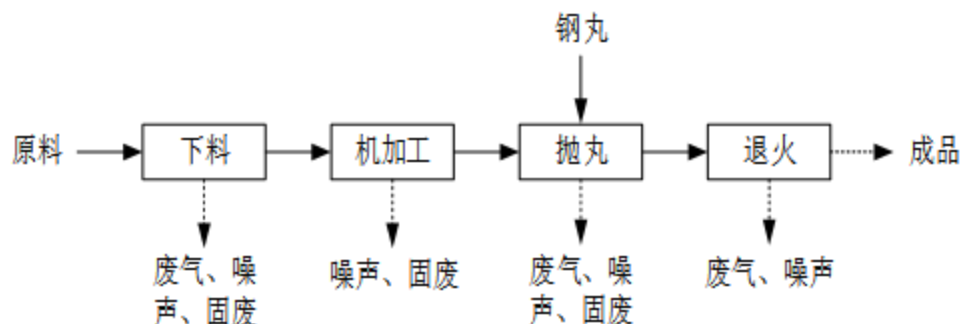 钢丸
原料
下料
机加工
抛丸
退火
成品
废气、噪
声、固废
噪声、固废
废气、噪
声、固废
废气、噪声